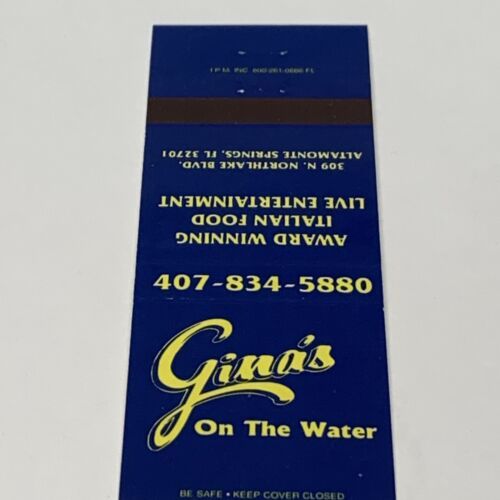 I P M. INC 800-261-0886 FL
309 N. NORTHLAKE BLVD.
ALTAMONTE SPRINGS, FL 32701
AWARD WINNING
ITALIAN FOOD
LIVE ENTERTAINMENT
407-834-5880
Gina's
On The Water
BE SAFE • KEEP COVER CLOSED